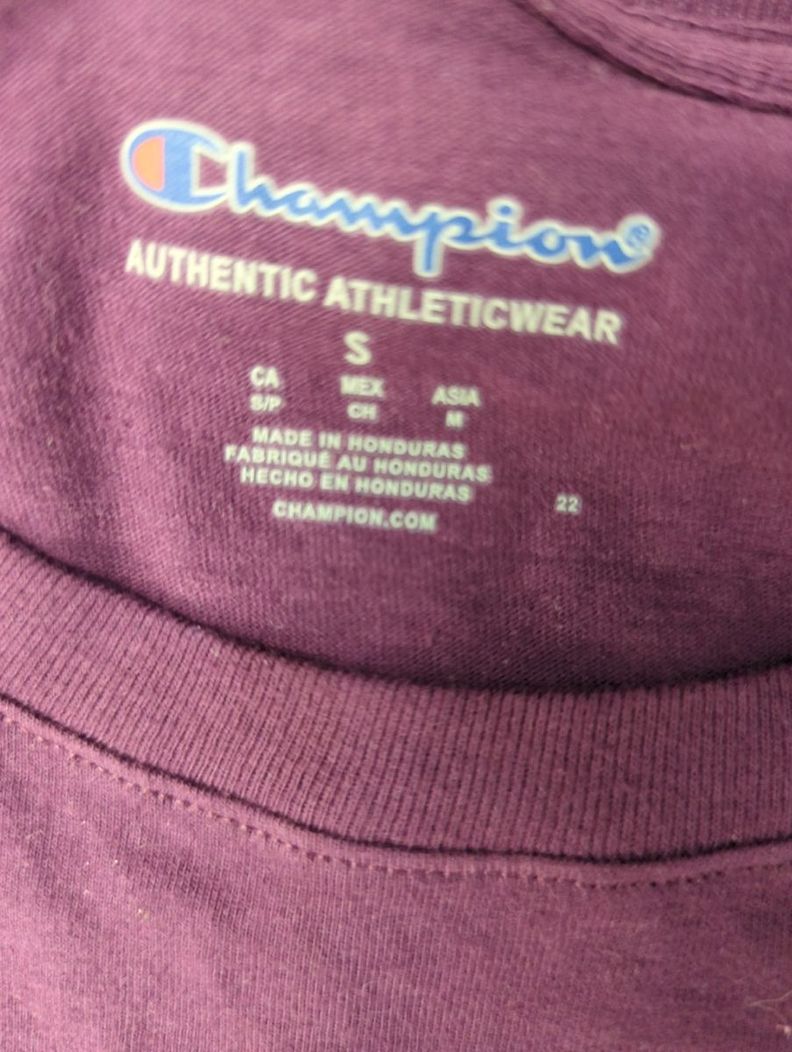 Champion®
AUTHENTIC ATHLETICWEAR
S
CA MEX ASIA
S/P CH M
MADE IN HONDURAS
FABRIQUÉ AU HONDURAS
HECHO EN HONDURAS
22
CHAMPION.COM